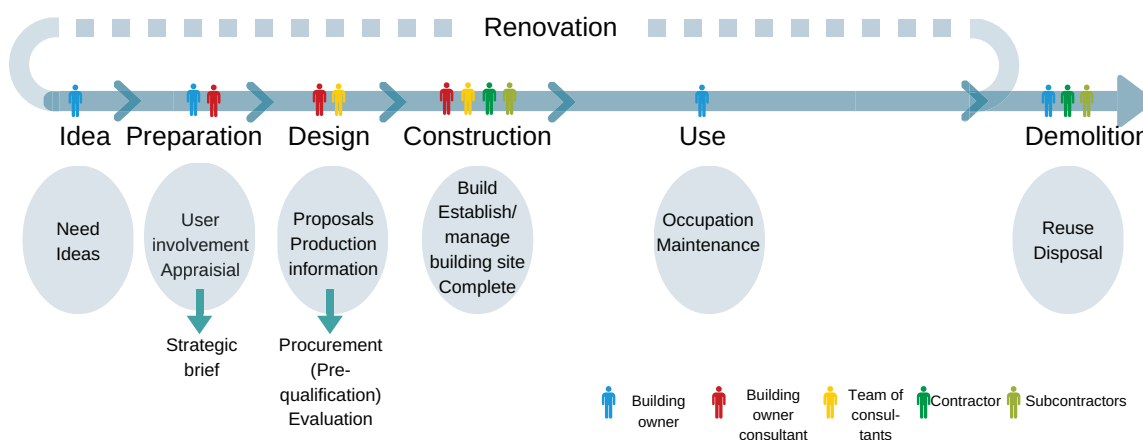 Renovation
Idea
Preparation
Design
Construction
Use
Demolition
Need
Ideas
User
involvement
Appraisial
Proposals
Production
information
Build
Establish/
manage
building site
Complete
Occupation
Maintenance
Reuse
Disposal
Strategic
brief
Procurement
(Pre-
qualification)
Evaluation
Building
owner
Building
owner
consultant
Team of
consul-
tants
Contractor
Subcontractors